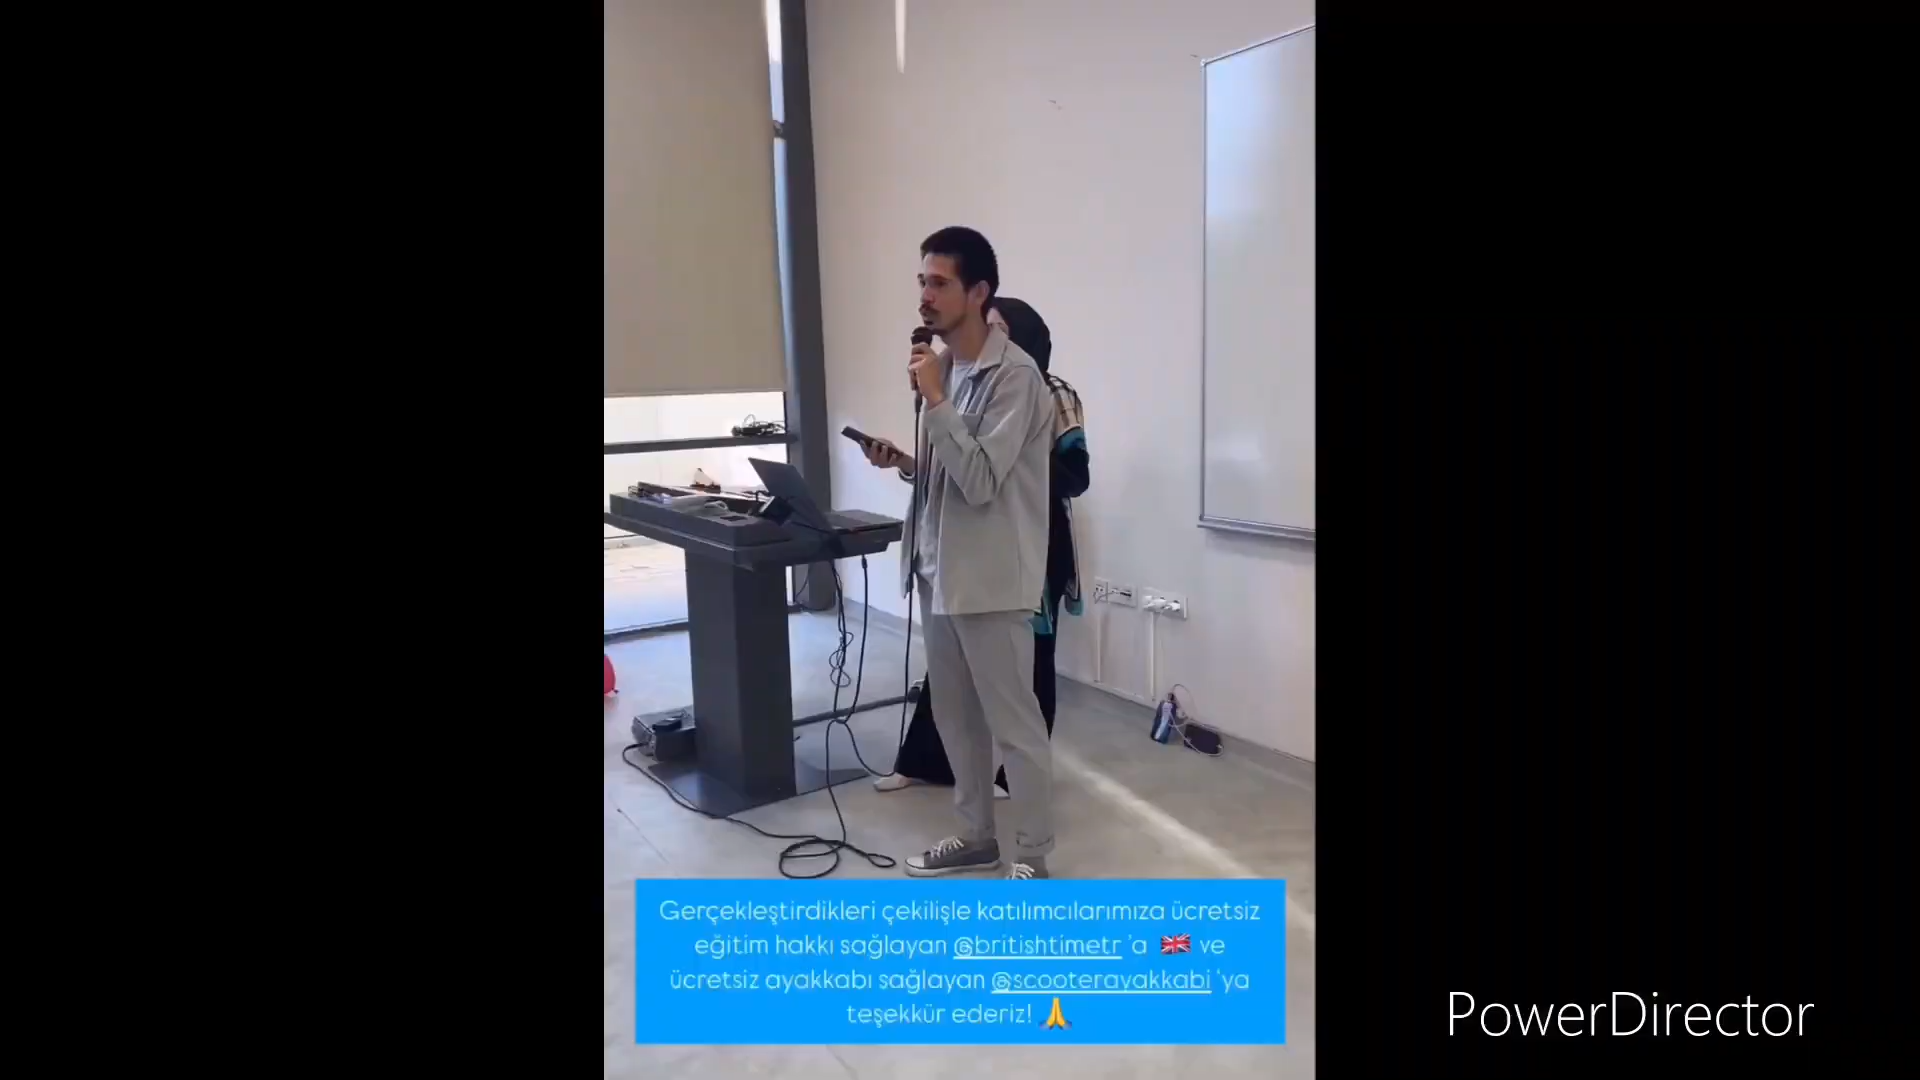 Gerçekleştirdikleri çekilişle katılımcılarımıza ücretsiz
eğitim hakkı sağlayan @britishtimetr 'a 🇬🇧 ve
ücretsiz ayakkabı sağlayan @scooterayakkabi 'ya
teşekkür ederiz! 🙏
PowerDirector